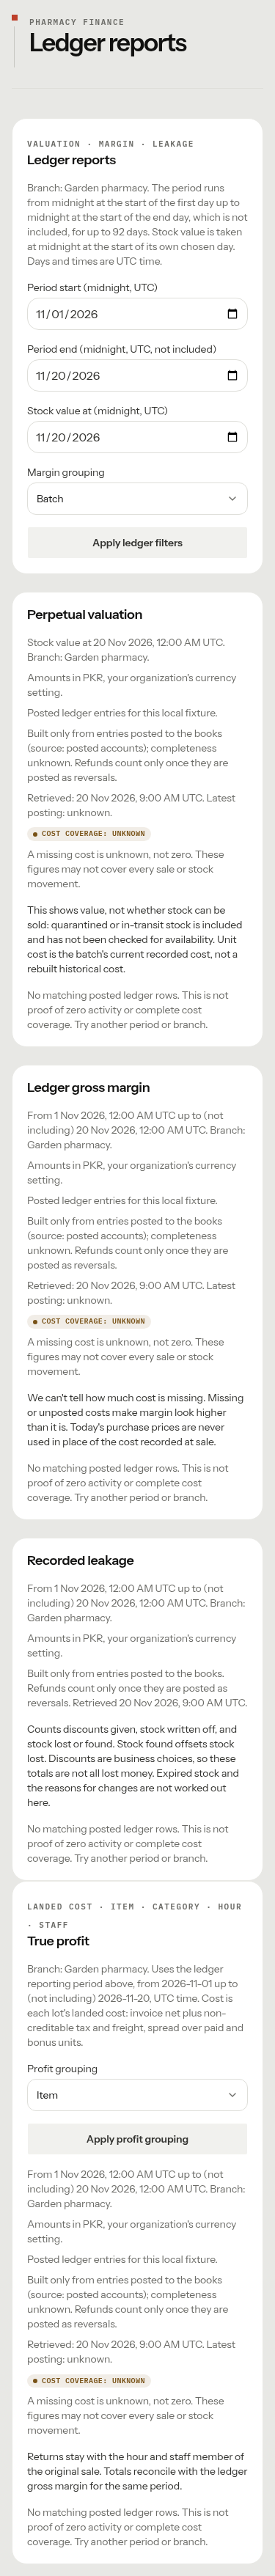 PHARMACY FINANCE
Ledger reports
VALUATION · MARGIN · LEAKAGE
Ledger reports
Branch: Garden pharmacy. The period runs
from midnight at the start of the first day up to
midnight at the start of the end day, which is not
included, for up to 92 days. Stock value is taken
at midnight at the start of its own chosen day.
Days and times are UTC time.
Period start (midnight, UTC)
11/01/2026
Period end (midnight, UTC, not included)
11/20/2026
Stock value at (midnight, UTC)
11/20/2026
Margin grouping
Batch
Apply ledger filters
Perpetual valuation
Stock value at 20 Nov 2026, 12:00 AM UTC.
Branch: Garden pharmacy.
Amounts in PKR, your organization's currency
setting.
Posted ledger entries for this local fixture.
Built only from entries posted to the books
(source: posted accounts); completeness
unknown. Refunds count only once they are
posted as reversals.
Retrieved: 20 Nov 2026, 9:00 AM UTC. Latest
posting: unknown.
COST COVERAGE: UNKNOWN
A missing cost is unknown, not zero. These
figures may not cover every sale or stock
movement.
This shows value, not whether stock can be
sold: quarantined or in-transit stock is included
and has not been checked for availability. Unit
cost is the batch's current recorded cost, not a
rebuilt historical cost.
No matching posted ledger rows. This is not
proof of zero activity or complete cost
coverage. Try another period or branch.
Ledger gross margin
From 1 Nov 2026, 12:00 AM UTC up to (not
including) 20 Nov 2026, 12:00 AM UTC. Branch:
Garden pharmacy.
Amounts in PKR, your organization's currency
setting.
Posted ledger entries for this local fixture.
Built only from entries posted to the books
(source: posted accounts); completeness
unknown. Refunds count only once they are
posted as reversals.
Retrieved: 20 Nov 2026, 9:00 AM UTC. Latest
posting: unknown.
COST COVERAGE: UNKNOWN
A missing cost is unknown, not zero. These
figures may not cover every sale or stock
movement.
We can't tell how much cost is missing. Missing
or unposted costs make margin look higher
than it is. Today's purchase prices are never
used in place of the cost recorded at sale.
No matching posted ledger rows. This is not
proof of zero activity or complete cost
coverage. Try another period or branch.
Recorded leakage
From 1 Nov 2026, 12:00 AM UTC up to (not
including) 20 Nov 2026, 12:00 AM UTC. Branch:
Garden pharmacy.
Amounts in PKR, your organization's currency
setting.
Built only from entries posted to the books.
Refunds count only once they are posted as
reversals. Retrieved 20 Nov 2026, 9:00 AM UTC.
Counts discounts given, stock written off, and
stock lost or found. Stock found offsets stock
lost. Discounts are business choices, so these
totals are not all lost money. Expired stock and
the reasons for changes are not worked out
here.
No matching posted ledger rows. This is not
proof of zero activity or complete cost
coverage. Try another period or branch.
LANDED COST · ITEM · CATEGORY · HOUR
· STAFF
True profit
Branch: Garden pharmacy. Uses the ledger
reporting period above, from 2026-11-01 up to
(not including) 2026-11-20, UTC time. Cost is
each lot's landed cost: invoice net plus non-
creditable tax and freight, spread over paid and
bonus units.
Profit grouping
Item
Apply profit grouping
From 1 Nov 2026, 12:00 AM UTC up to (not
including) 20 Nov 2026, 12:00 AM UTC. Branch:
Garden pharmacy.
Amounts in PKR, your organization's currency
setting.
Posted ledger entries for this local fixture.
Built only from entries posted to the books
(source: posted accounts); completeness
unknown. Refunds count only once they are
posted as reversals.
Retrieved: 20 Nov 2026, 9:00 AM UTC. Latest
posting: unknown.
COST COVERAGE: UNKNOWN
A missing cost is unknown, not zero. These
figures may not cover every sale or stock
movement.
Returns stay with the hour and staff member of
the original sale. Totals reconcile with the ledger
gross margin for the same period.
No matching posted ledger rows. This is not
proof of zero activity or complete cost
coverage. Try another period or branch.